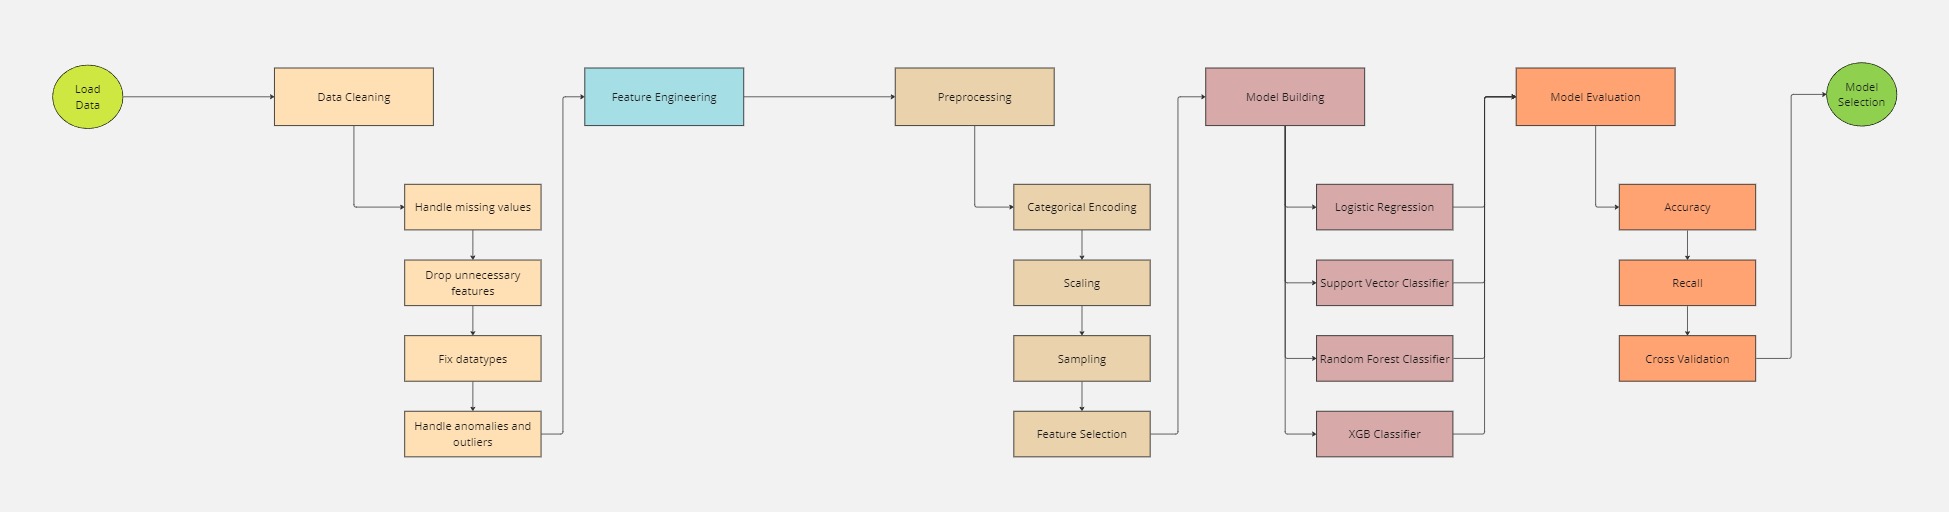 Load
Data
Data Cleaning
Handle missing values
Drop unnecessary
features
Fix datatypes
Handle anomalies and
outliers
Feature Engineering
Preprocessing
Categorical Encoding
Scaling
Sampling
Feature Selection
Model Building
Logistic Regression
Support Vector Classifier
Random Forest Classifier
XGB Classifier
Model Evaluation
Accuracy
Recall
Cross Validation
Model
Selection